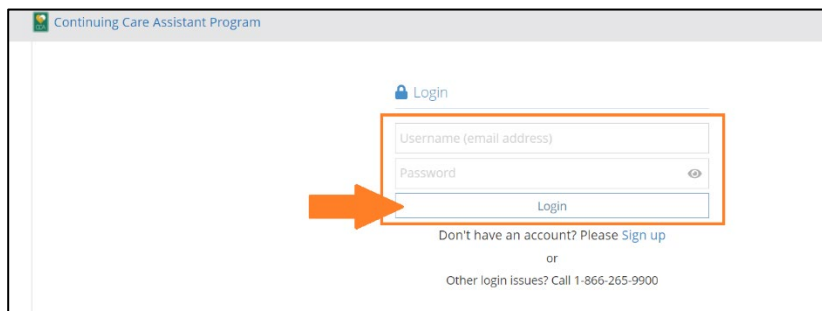 Continuing Care Assistant Program
Login
Username (email address)
Password
Login
Don't have an account? Please Sign up
or
Other login issues? Call 1-866-265-9900